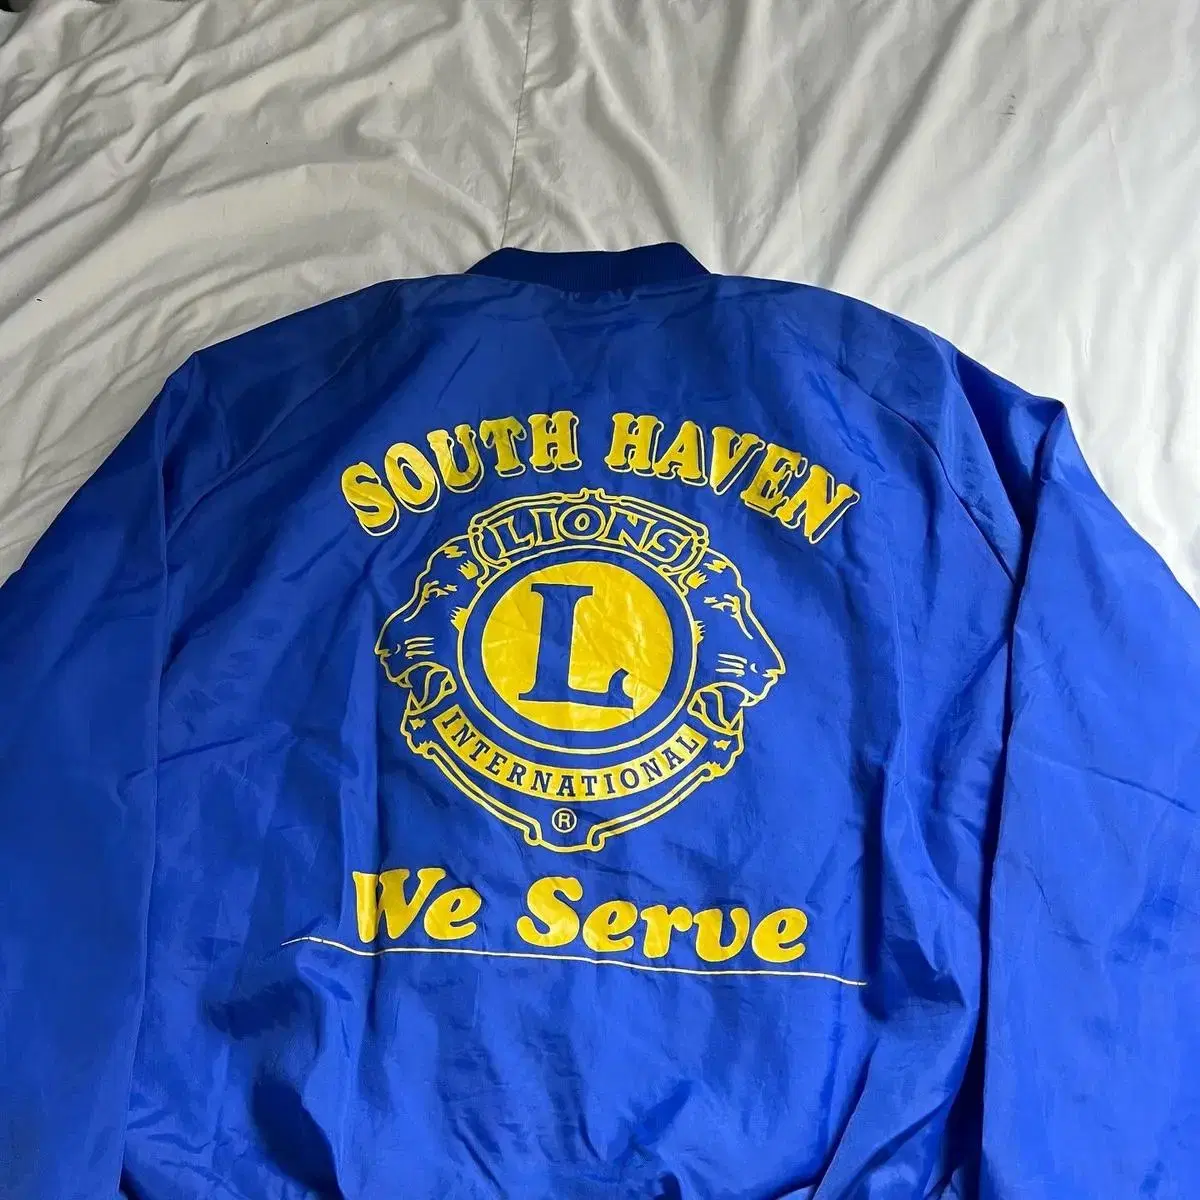 SOUTH HAVEN
LIONS
L
INTERNATIONAL
®
We Serve